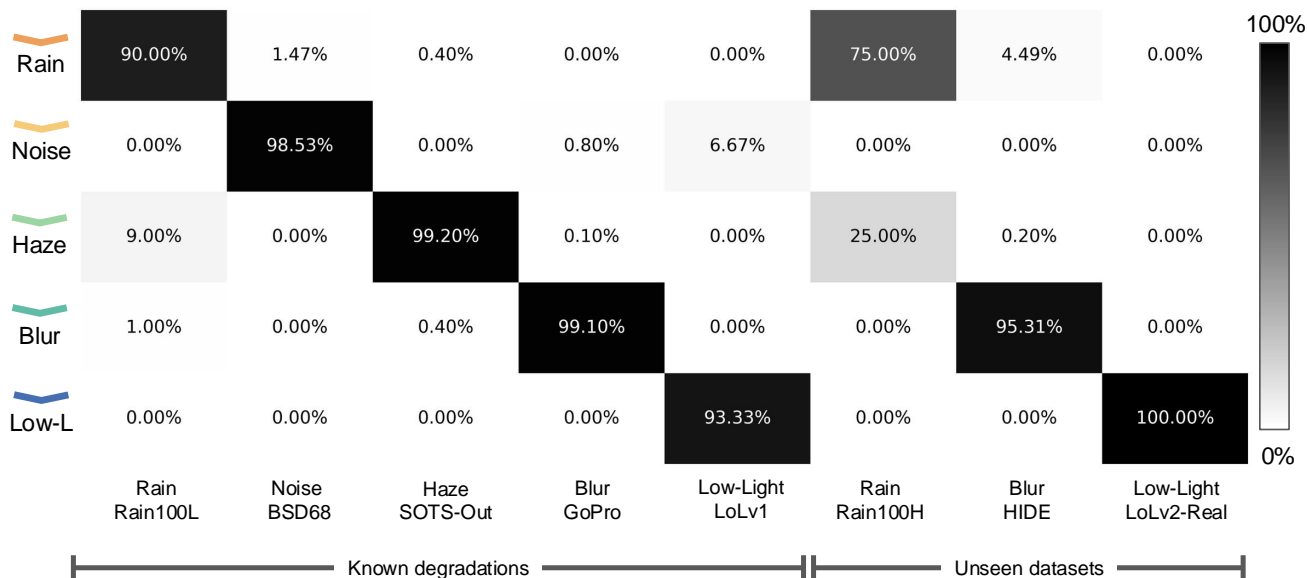 100%
Rain 90.00% 1.47% 0.40% 0.00% 0.00% 75.00% 4.49% 0.00%
Noise 0.00% 98.53% 0.00% 0.80% 6.67% 0.00% 0.00% 0.00%
Haze 9.00% 0.00% 99.20% 0.10% 0.00% 25.00% 0.20% 0.00%
Blur 1.00% 0.00% 0.40% 99.10% 0.00% 0.00% 95.31% 0.00%
Low-L 0.00% 0.00% 0.00% 0.00% 93.33% 0.00% 0.00% 100.00%
0%
Rain Noise Haze Blur Low-Light Rain Blur Low-Light
Rain100L BSD68 SOTS-Out GoPro LoLv1 Rain100H HIDE LoLv2-Real
Known degradations Unseen datasets